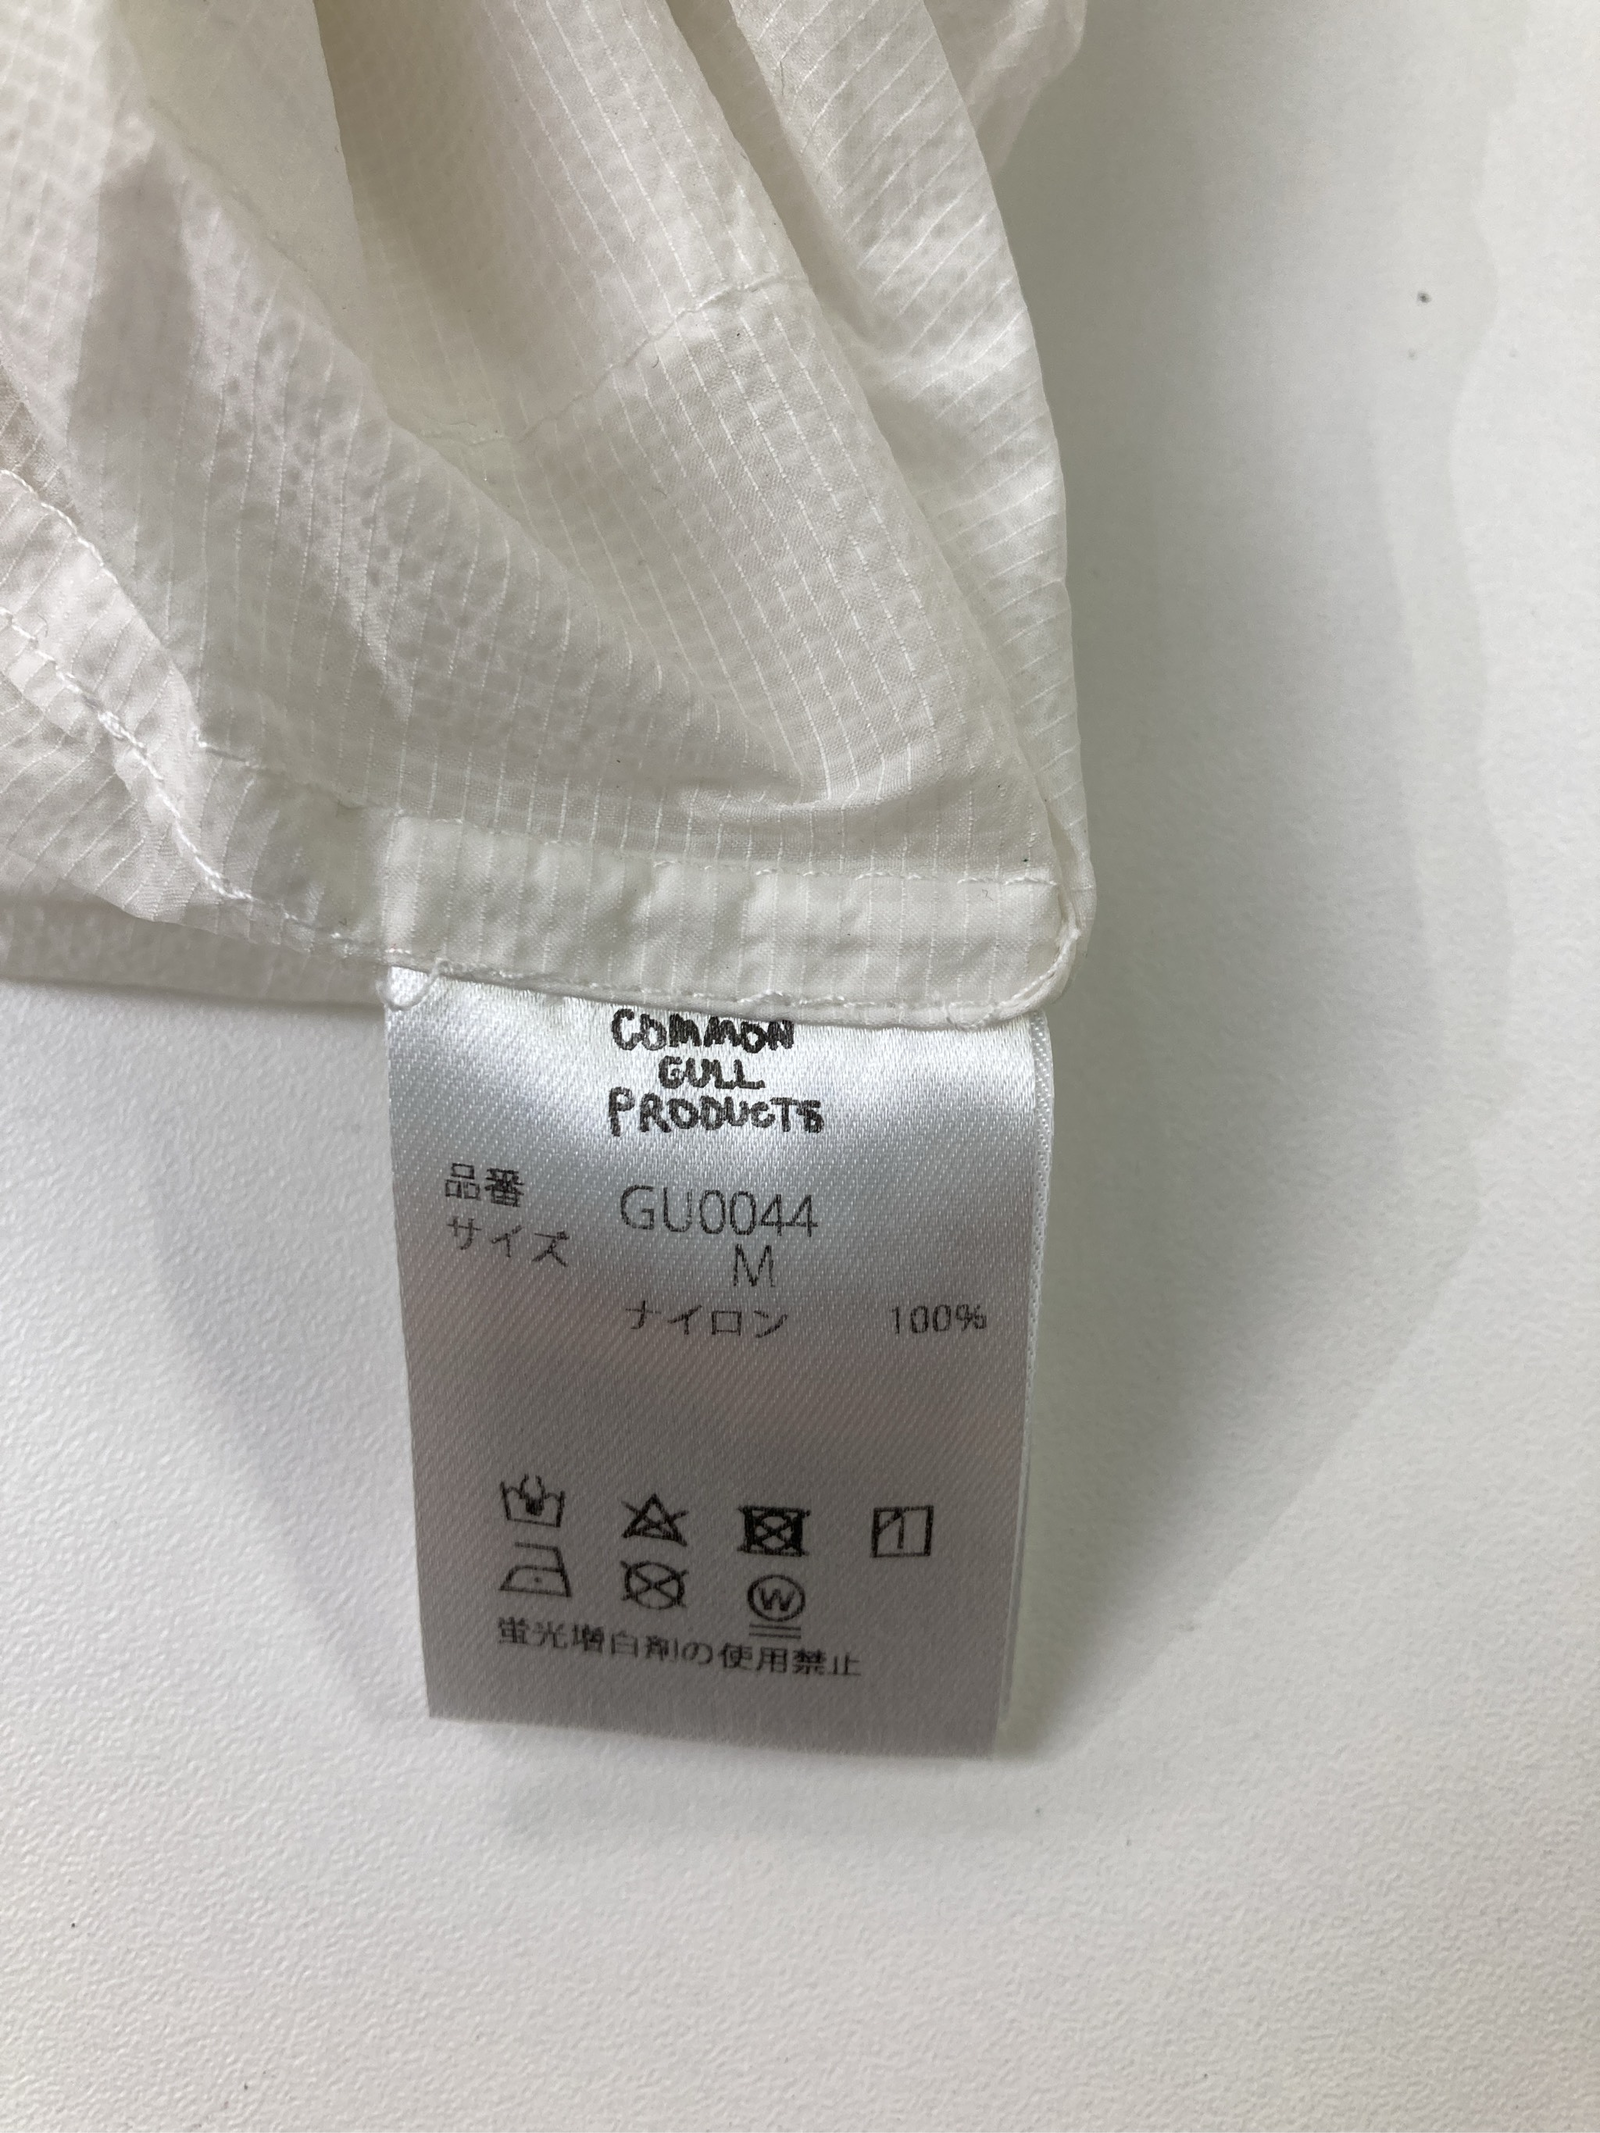 COMMON
GULL
PRODUCTS
品番 GU0044
サイズ M
ナイロン 100%
W
蛍光増白剤の使用禁止